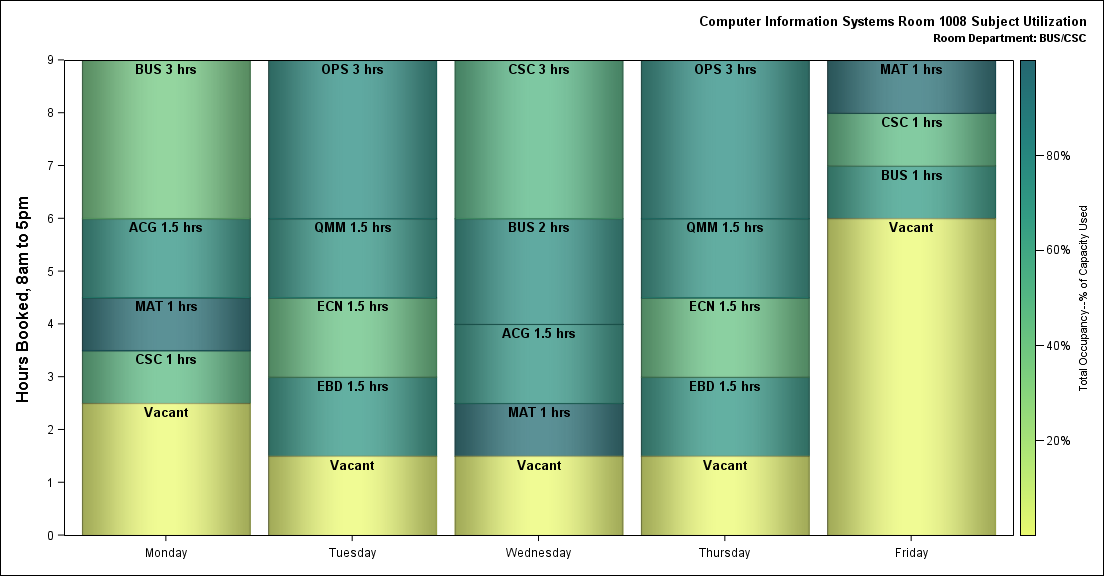 Computer Information Systems Room 1008 Subject Utilization
Room Department: BUS/CSC
Hours Booked, 8am to 5pm
9
8
7
6
5
4
3
2
1
0
BUS 3 hrs
ACG 1.5 hrs
MAT 1 hrs
CSC 1 hrs
Vacant
OPS 3 hrs
QMM 1.5 hrs
ECN 1.5 hrs
EBD 1.5 hrs
Vacant
CSC 3 hrs
BUS 2 hrs
ACG 1.5 hrs
MAT 1 hrs
Vacant
OPS 3 hrs
QMM 1.5 hrs
ECN 1.5 hrs
EBD 1.5 hrs
Vacant
MAT 1 hrs
CSC 1 hrs
BUS 1 hrs
Vacant
Monday
Tuesday
Wednesday
Thursday
Friday
80%
60%
40%
20%
Total Occupancy--% of Capacity Used